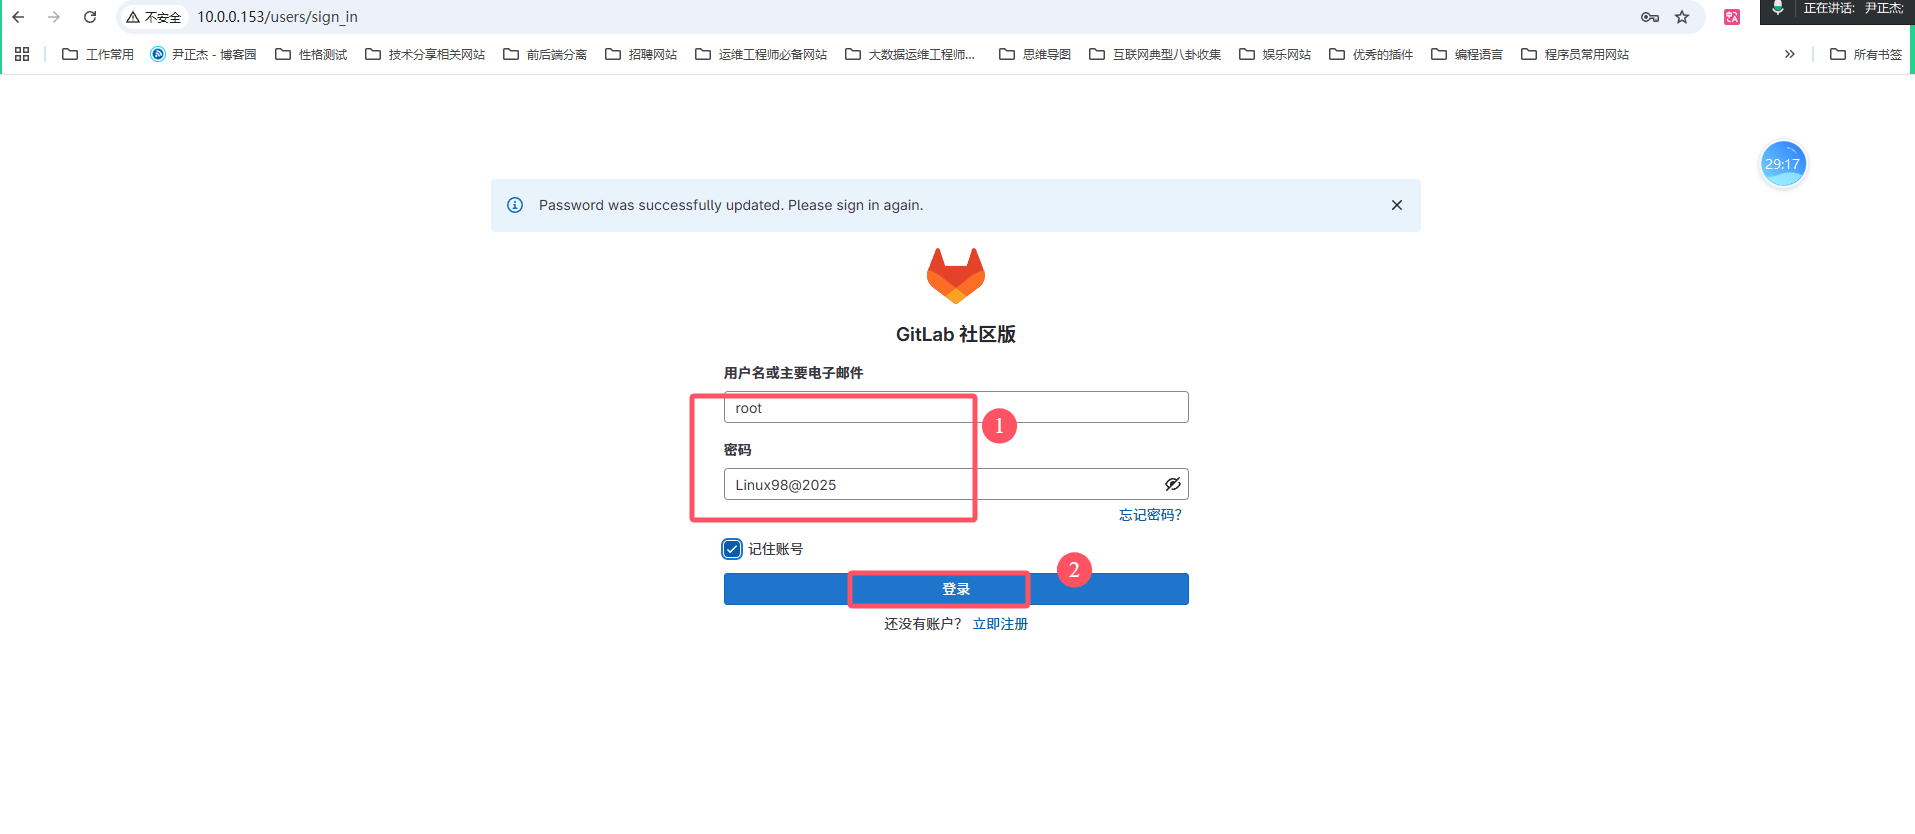 不安全 10.0.0.153/users/sign_in
正在讲话: 尹正杰;
工作常用 尹正杰 - 博客园 性格测试 技术分享相关网站 前后端分离 招聘网站 运维工程师必备网站 大数据运维工程师... 思维导图 互联网典型八卦收集 娱乐网站 优秀的插件 编程语言 程序员常用网站 » 所有书签
29:17
Password was successfully updated. Please sign in again.
GitLab 社区版
用户名或主要电子邮件
root
1
密码
Linux98@2025
忘记密码?
记住账号
2
登录
还没有账户? 立即注册